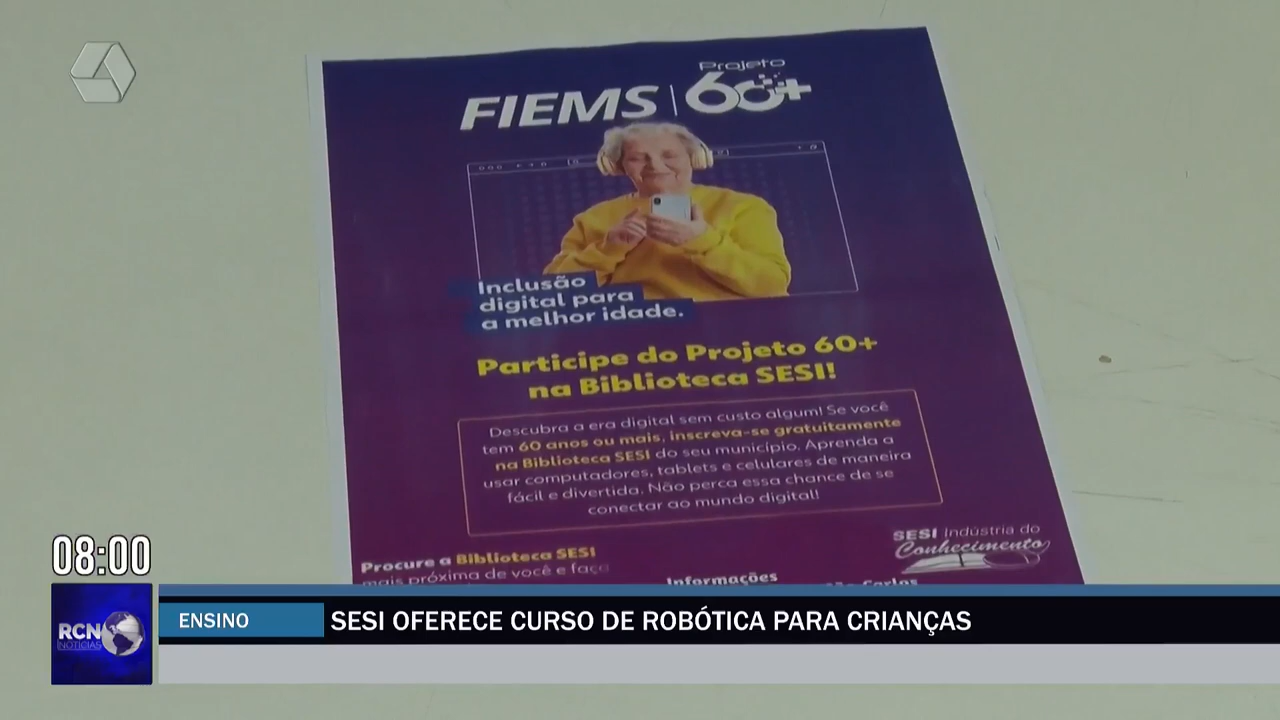 Projeto
FIEMS | 60+
Inclusão
digital para
a melhor idade.
Participe do Projeto 60+
na Biblioteca SESI!
Descubra a era digital sem custo algum! Se você
tem 60 anos ou mais, inscreva-se gratuitamente
na Biblioteca SESI do seu município. Aprenda a
usar computadores, tablets e celulares de maneira
fácil e divertida. Não perca essa chance de se
conectar ao mundo digital!
SESI Indústria do
Conhecimento
Procure a Biblioteca SESI
mais próxima de você e faça
Informações
São Carlos
08:00
RCN
NOTÍCIAS
ENSINO
SESI OFERECE CURSO DE ROBÓTICA PARA CRIANÇAS